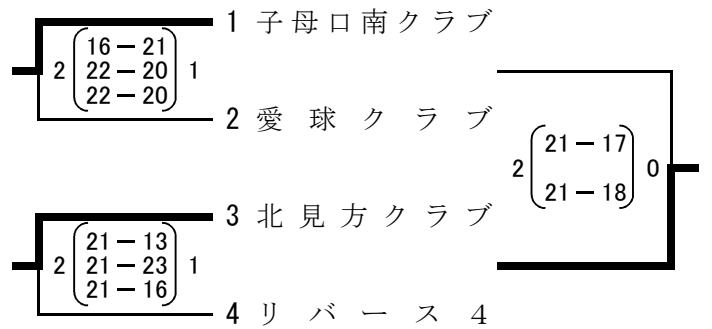 1 子母口南クラブ
2 (16－21 22－20 22－20) 1
2 愛球クラブ
2 (21－17 21－18) 0
3 北見方クラブ
2 (21－13 21－23 21－16) 1
4 リバース4